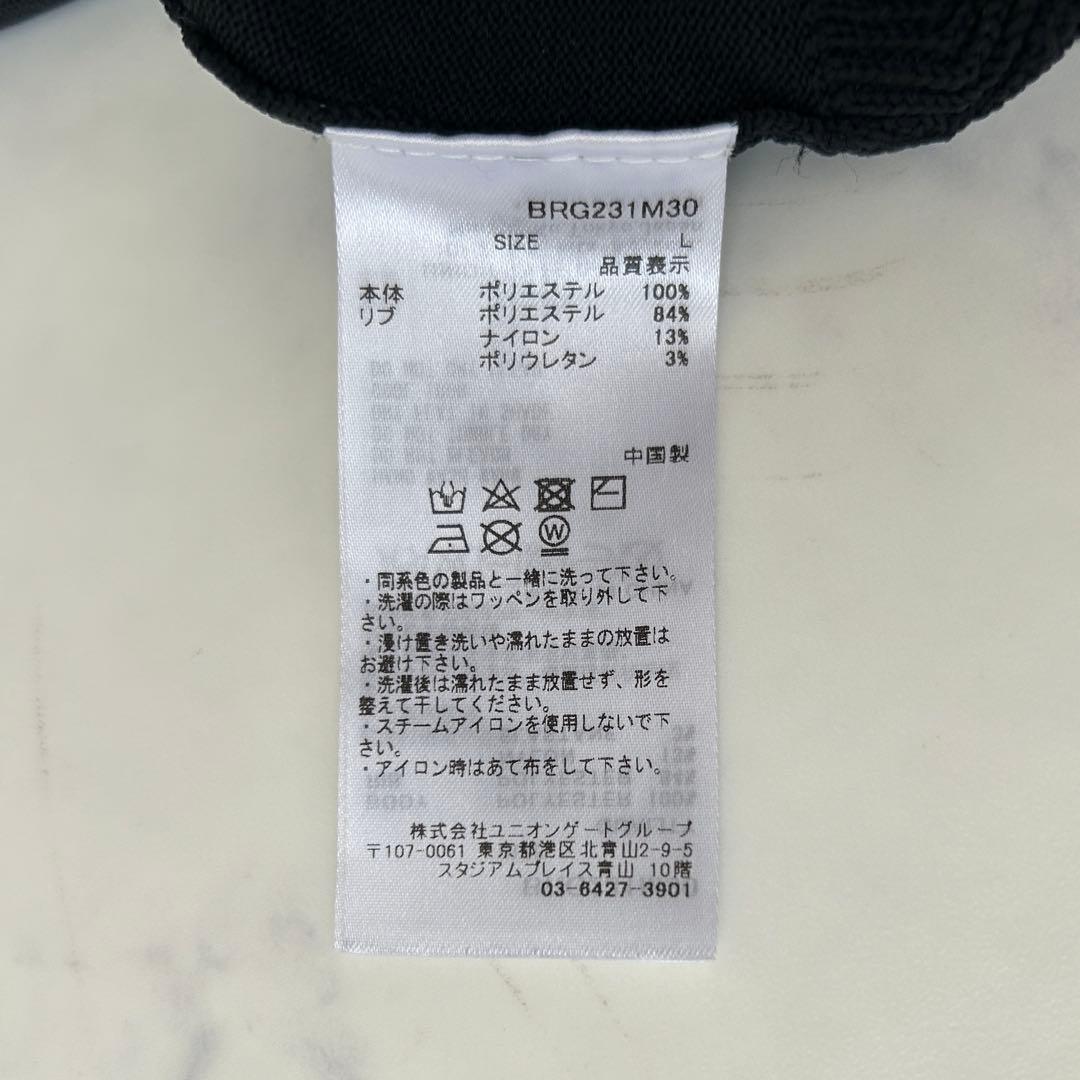 BRG231M30
SIZE L
品質表示
本体 ポリエステル 100%
リブ ポリエステル 84%
ナイロン 13%
ポリウレタン 3%
中国製
W
・同系色の製品と一緒に洗って下さい。
・洗濯の際はワッペンを取り外して下
さい。
・浸け置き洗いや濡れたままの放置は
お避け下さい。
・洗濯後は濡れたまま放置せず、形を
整えて干してください。
・スチームアイロンを使用しないで下
さい。
・アイロン時はあて布をして下さい。
BODY POLYESTER 100%
株式会社ユニオンゲートグループ
〒107-0061 東京都港区北青山2-9-5
スタジアムプレイス青山 10階
03-6427-3901